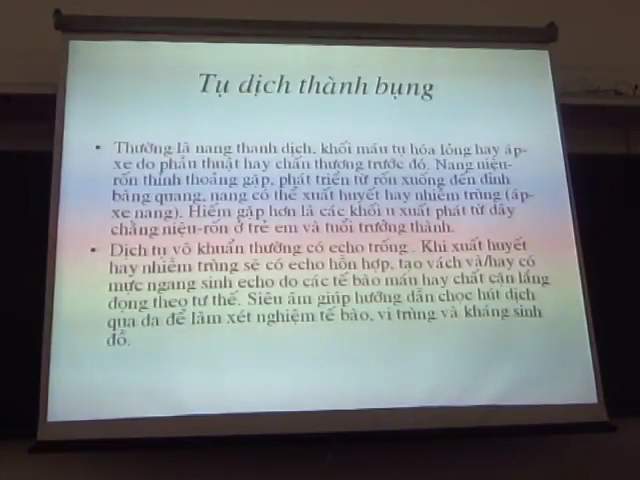 Tụ dịch thành bụng
• Thường là nang thanh dịch, khối máu tụ hóa lỏng hay áp-
xe do phẫu thuật hay chấn thương trước đó. Nang niệu-
rốn thỉnh thoảng gặp, phát triển từ rốn xuống đến đỉnh
bàng quang, nang có thể xuất huyết hay nhiễm trùng (áp-
xe nang). Hiếm gặp hơn là các khối u xuất phát từ dây
chằng niệu-rốn ở trẻ em và tuổi trưởng thành.
• Dịch tụ vô khuẩn thường có echo trống . Khi xuất huyết
hay nhiễm trùng sẽ có echo hỗn hợp, tạo vách và/hay có
mức ngang sinh echo do các tế bào máu hay chất cặn lắng
đọng theo tư thế. Siêu âm giúp hướng dẫn chọc hút dịch
qua da để làm xét nghiệm tế bào, vi trùng và kháng sinh
đồ.